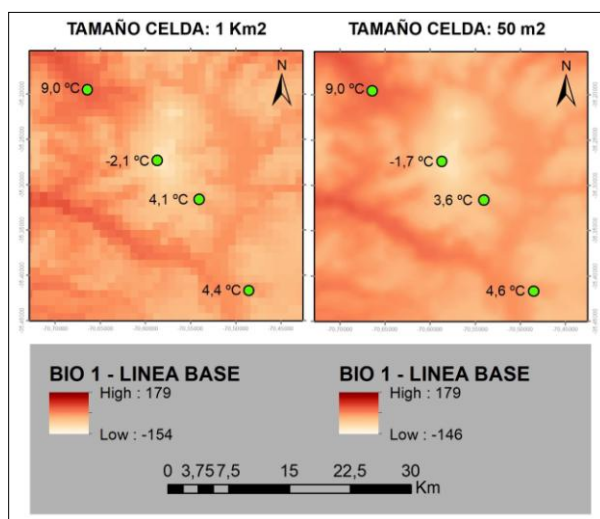 TAMAÑO CELDA: 1 Km2
N
9,0 ºC
-2,1 ºC
4,1 ºC
4,4 ºC
TAMAÑO CELDA: 50 m2
N
9,0 ºC
-1,7 ºC
3,6 ºC
4,6 ºC
BIO 1 - LINEA BASE
High : 179
Low : -154
BIO 1 - LINEA BASE
High : 179
Low : -146
0 3,75 7,5 15 22,5 30
Km